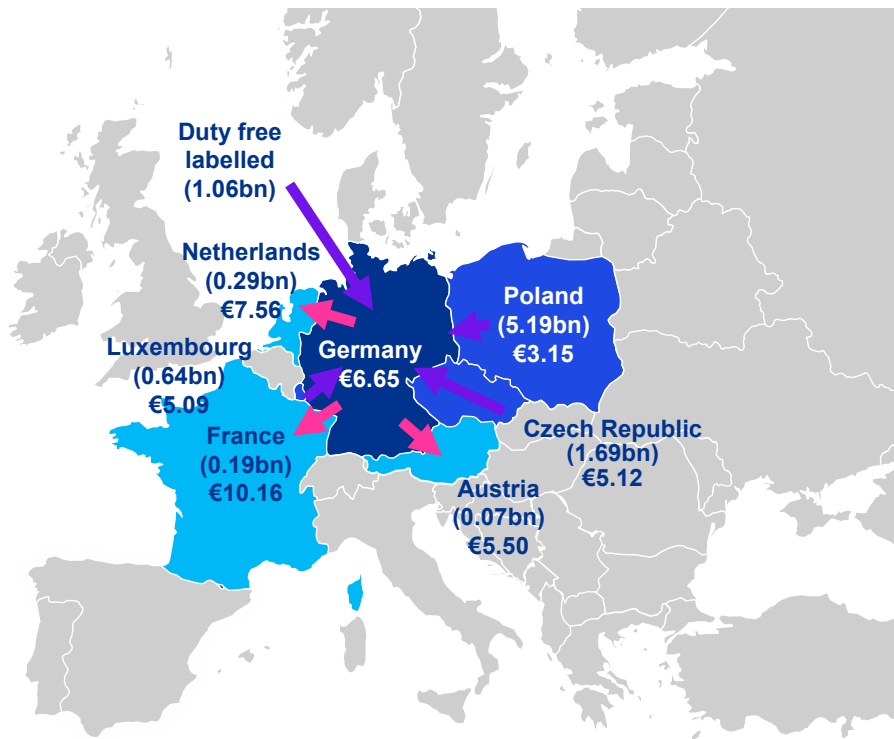 Duty free
labelled
(1.06bn)
Netherlands
(0.29bn)
€7.56
Poland
(5.19bn)
€3.15
Luxembourg
(0.64bn)
€5.09
Germany
€6.65
France
(0.19bn)
€10.16
Czech Republic
(1.69bn)
€5.12
Austria
(0.07bn)
€5.50